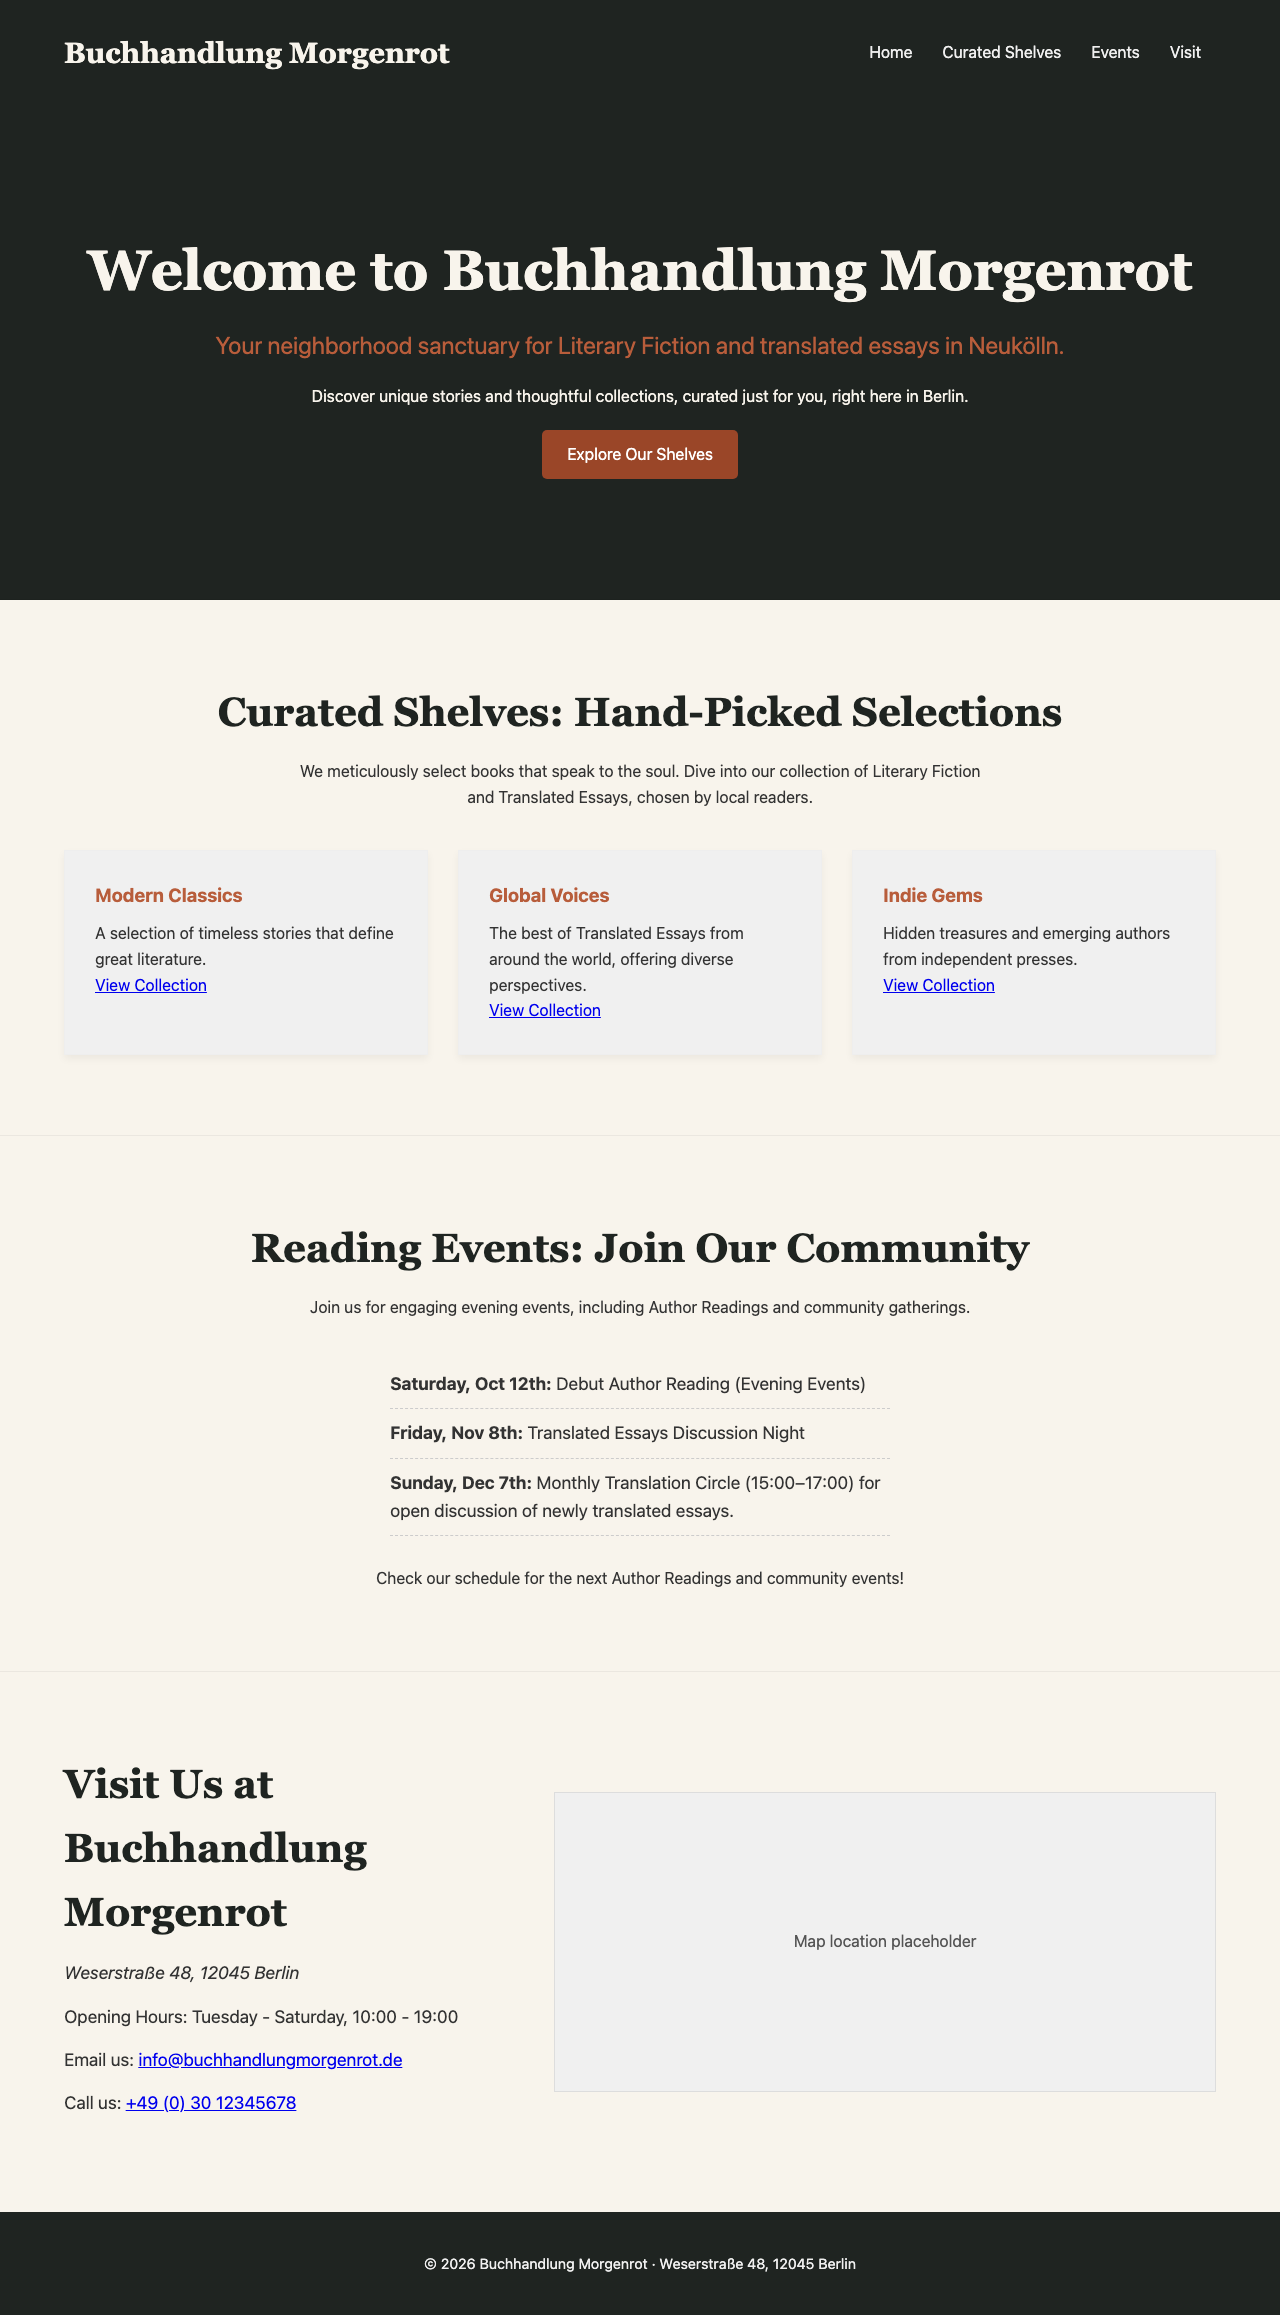 Buchhandlung Morgenrot
Home Curated Shelves Events Visit
Welcome to Buchhandlung Morgenrot
Your neighborhood sanctuary for Literary Fiction and translated essays in Neukölln.
Discover unique stories and thoughtful collections, curated just for you, right here in Berlin.
Explore Our Shelves
Curated Shelves: Hand-Picked Selections
We meticulously select books that speak to the soul. Dive into our collection of Literary Fiction
and Translated Essays, chosen by local readers.
Modern Classics
A selection of timeless stories that define
great literature.
View Collection
Global Voices
The best of Translated Essays from
around the world, offering diverse
perspectives.
View Collection
Indie Gems
Hidden treasures and emerging authors
from independent presses.
View Collection
Reading Events: Join Our Community
Join us for engaging evening events, including Author Readings and community gatherings.
Saturday, Oct 12th: Debut Author Reading (Evening Events)
Friday, Nov 8th: Translated Essays Discussion Night
Sunday, Dec 7th: Monthly Translation Circle (15:00–17:00) for
open discussion of newly translated essays.
Check our schedule for the next Author Readings and community events!
Visit Us at
Buchhandlung
Morgenrot
Weserstraße 48, 12045 Berlin
Opening Hours: Tuesday - Saturday, 10:00 - 19:00
Email us: info@buchhandlungmorgenrot.de
Call us: +49 (0) 30 12345678
Map location placeholder
© 2026 Buchhandlung Morgenrot · Weserstraße 48, 12045 Berlin